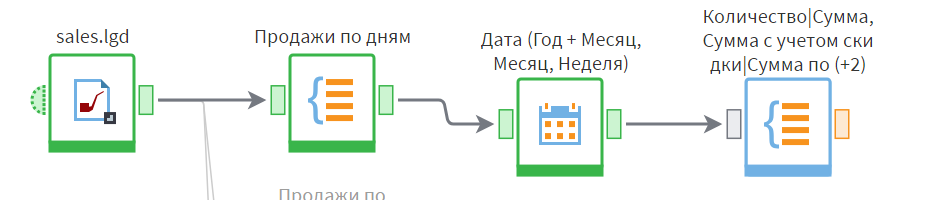 sales.lgd
Продажи по дням
Дата (Год + Месяц,
Месяц, Неделя)
Количество|Сумма,
Сумма с учетом ски
дки|Сумма по (+2)
Продажи по